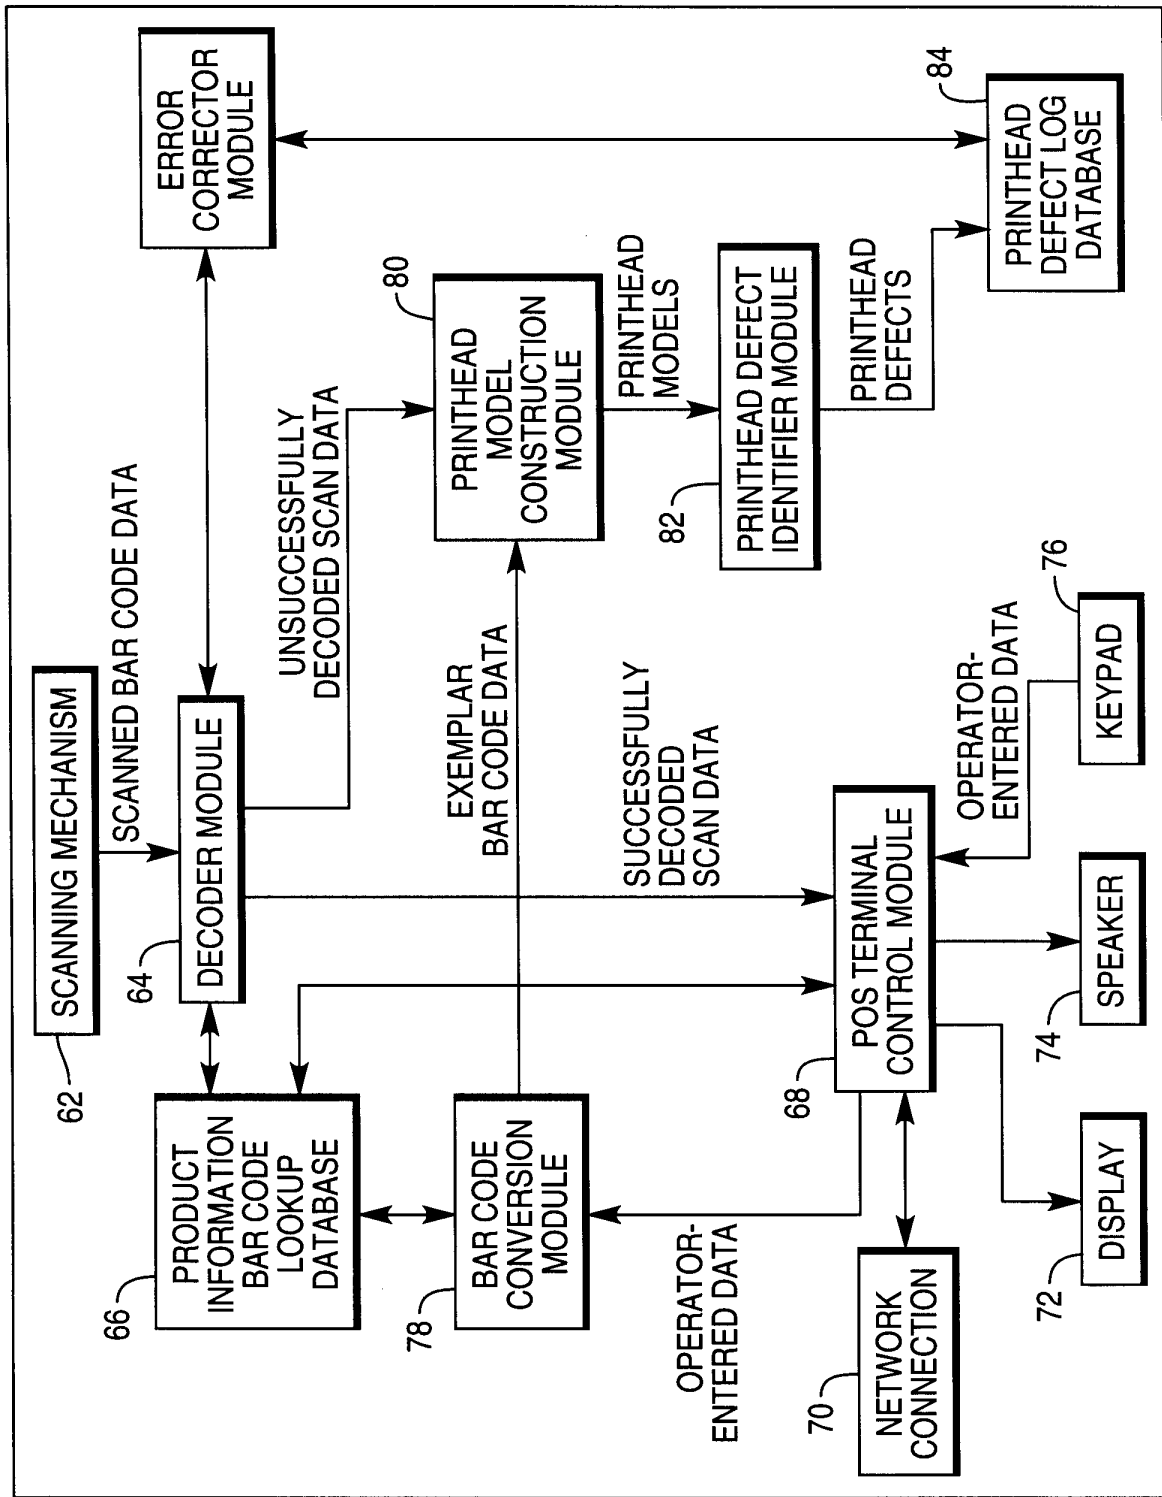 62
SCANNING MECHANISM
SCANNED BAR CODE DATA
ERROR
CORRECTOR
MODULE
66
PRODUCT
INFORMATION
BAR CODE
LOOKUP
DATABASE
64
DECODER MODULE
UNSUCCESSFULLY
DECODED SCAN DATA
78
BAR CODE
CONVERSION
MODULE
EXEMPLAR
BAR CODE DATA
80
PRINTHEAD
MODEL
CONSTRUCTION
MODULE
PRINTHEAD
MODELS
SUCCESSFULLY
DECODED
SCAN DATA
82
PRINTHEAD DEFECT
IDENTIFIER MODULE
OPERATOR-
ENTERED DATA
PRINTHEAD
DEFECTS
68
POS TERMINAL
CONTROL MODULE
70
NETWORK
CONNECTION
OPERATOR-
ENTERED DATA
84
PRINTHEAD
DEFECT LOG
DATABASE
72
DISPLAY
74
SPEAKER
76
KEYPAD